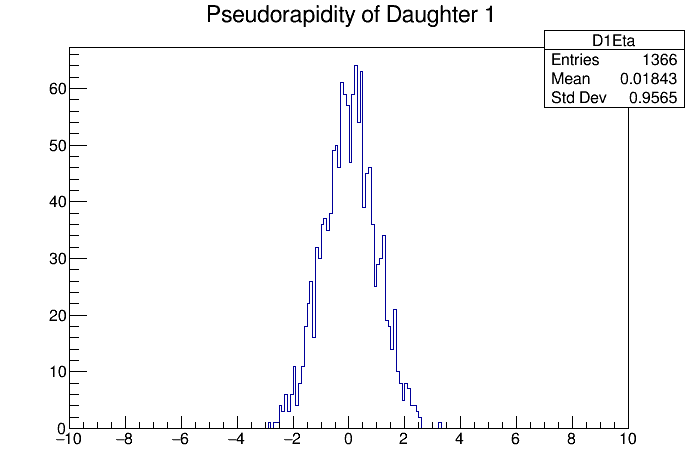 Pseudorapidity of Daughter 1
D1Eta
Entries 1366
Mean 0.01843
Std Dev 0.9565
60
50
40
30
20
10
0
−10 −8 −6 −4 −2 0 2 4 6 8 10